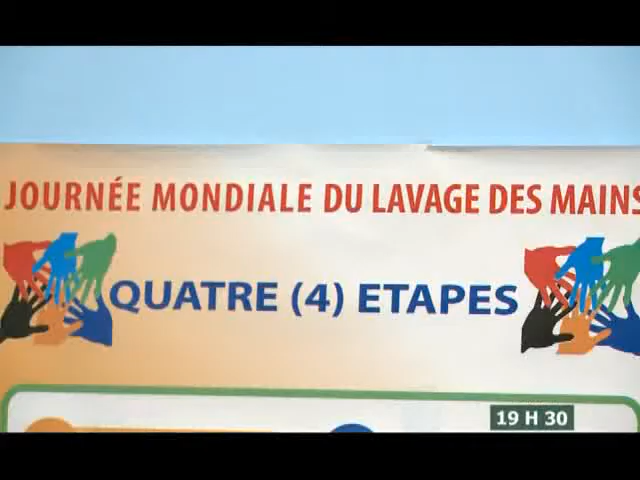 JOURNÉE MONDIALE DU LAVAGE DES MAINS
QUATRE (4) ETAPES
19 H 30